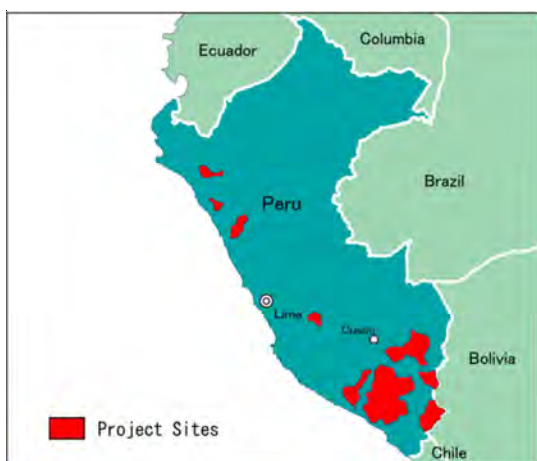 Ecuador
Columbia
Brazil
Peru
Lima
Cusco
Bolivia
Project Sites
Chile